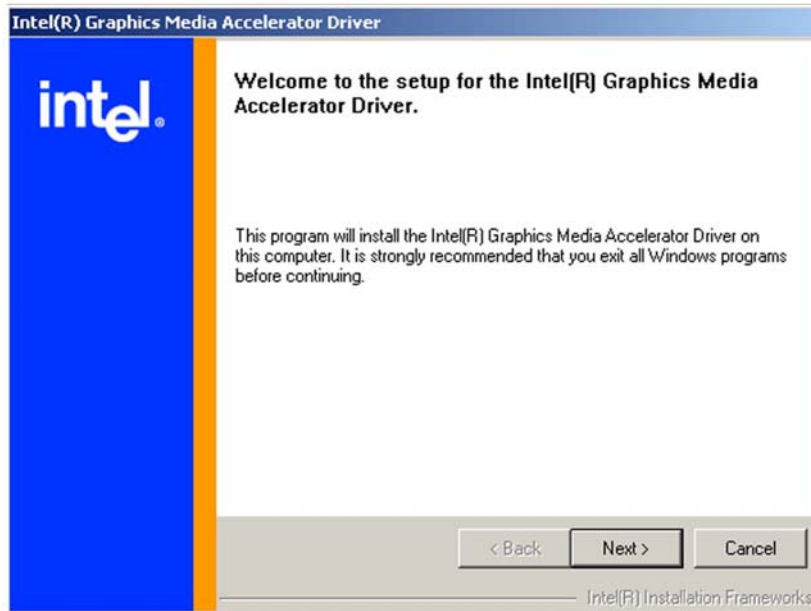 Intel(R) Graphics Media Accelerator Driver
intel®
Welcome to the setup for the Intel(R) Graphics Media
Accelerator Driver.
This program will install the Intel(R) Graphics Media Accelerator Driver on
this computer. It is strongly recommended that you exit all Windows programs
before continuing.
< Back
Next >
Cancel
Intel(R) Installation Frameworks